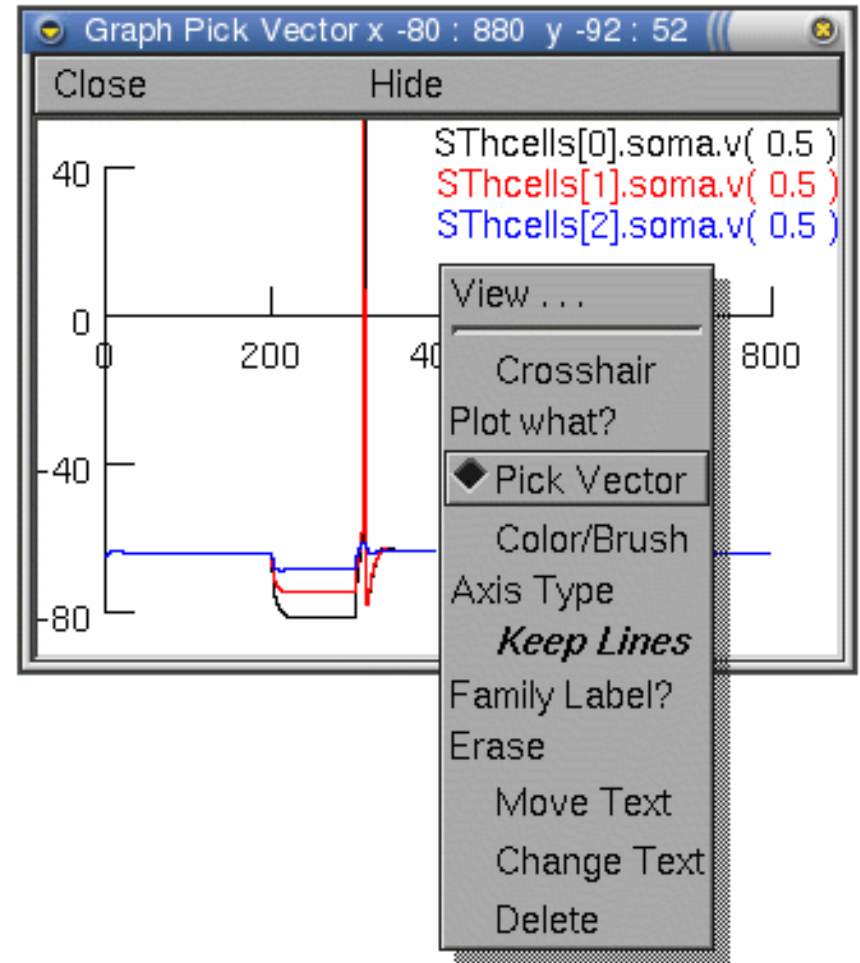 Graph Pick Vector x -80 : 880 y -92 : 52
Close Hide
SThcells[0].soma.v( 0.5 )
40
SThcells[1].soma.v( 0.5 )
SThcells[2].soma.v( 0.5 )
View . . .
0
0 200 40 800
Crosshair
Plot what?
-40
Pick Vector
Color/Brush
Axis Type
-80
Keep Lines
Family Label?
Erase
Move Text
Change Text
Delete